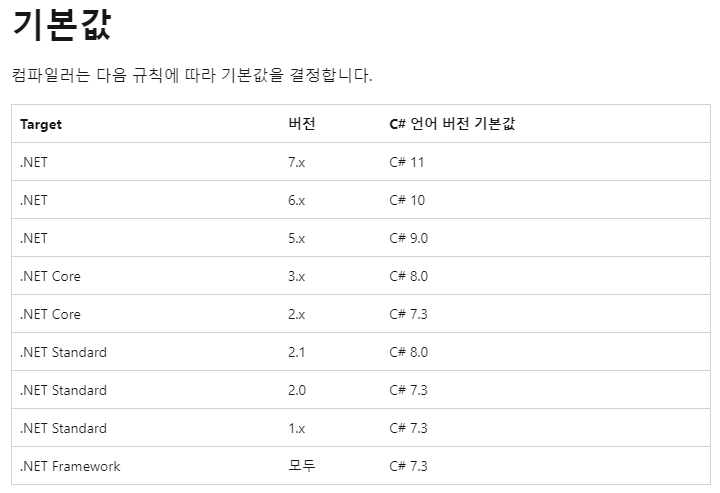 기본값
컴파일러는 다음 규칙에 따라 기본값을 결정합니다.
Target 버전 C# 언어 버전 기본값
.NET 7.x C# 11
.NET 6.x C# 10
.NET 5.x C# 9.0
.NET Core 3.x C# 8.0
.NET Core 2.x C# 7.3
.NET Standard 2.1 C# 8.0
.NET Standard 2.0 C# 7.3
.NET Standard 1.x C# 7.3
.NET Framework 모두 C# 7.3